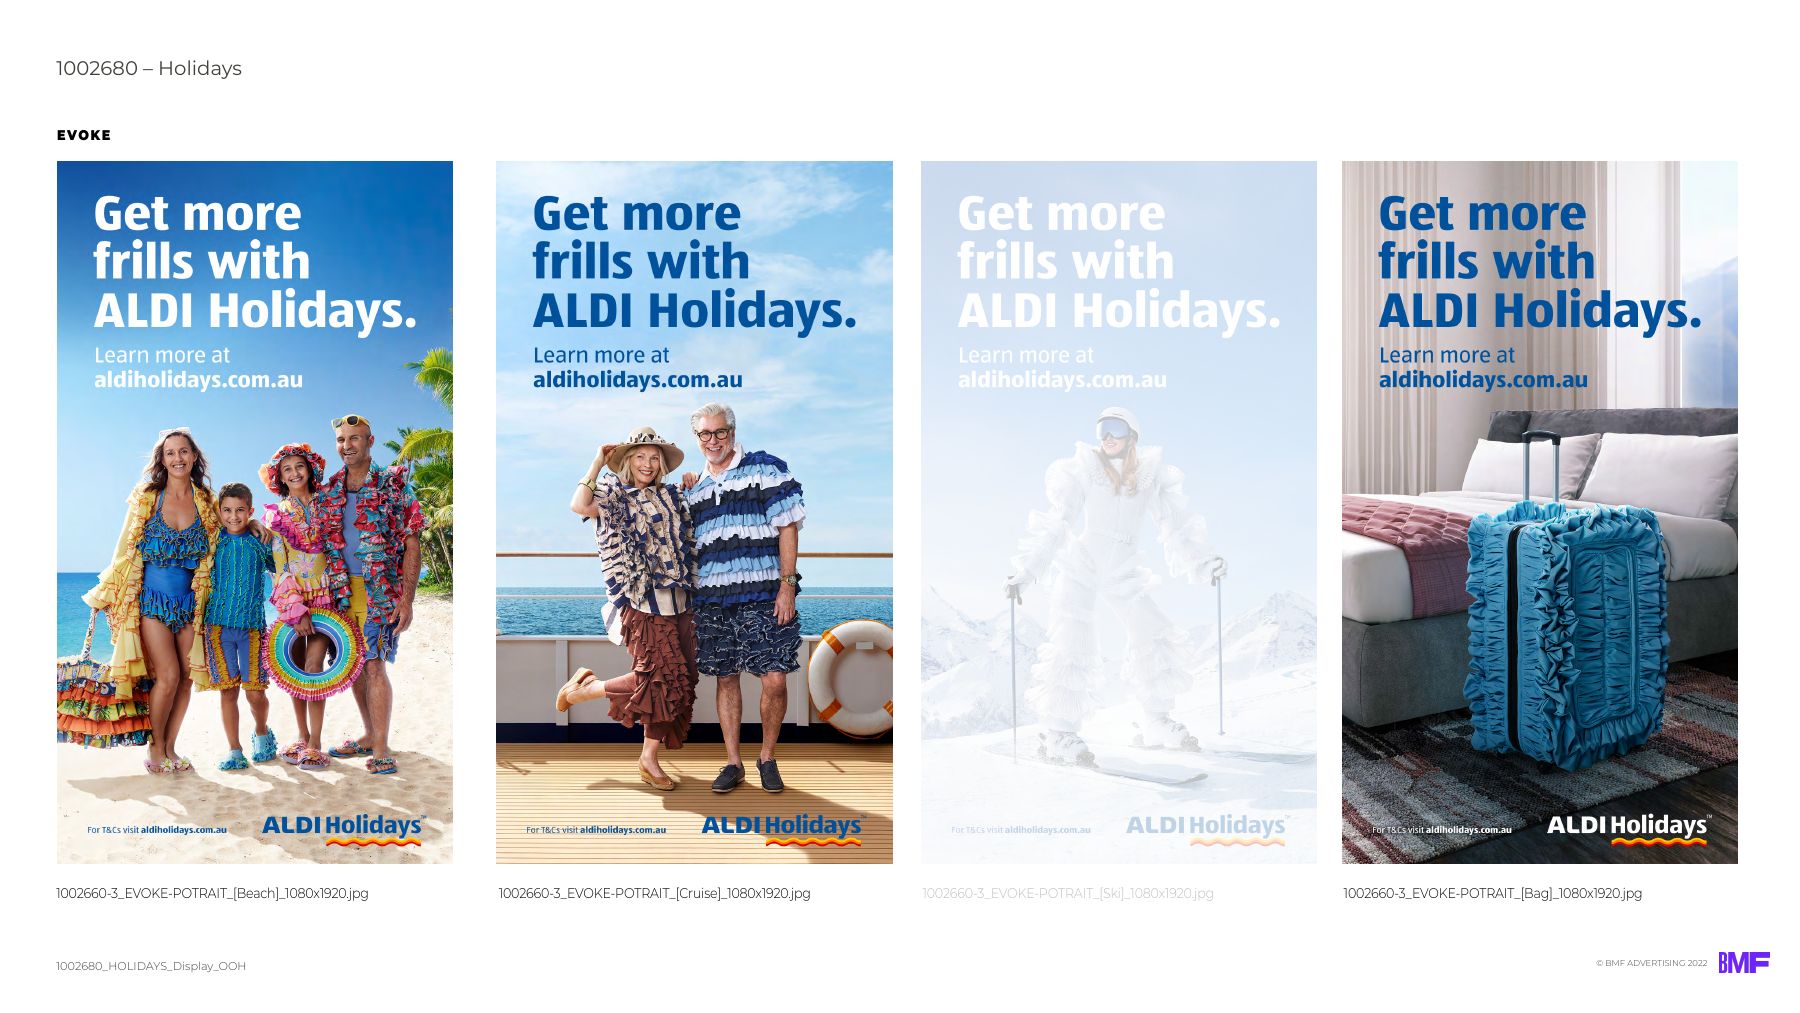 1002680 – Holidays
EVOKE
Get more
frills with
ALDI Holidays.
Learn more at
aldiholidays.com.au
For T&Cs visit aldiholidays.com.au
ALDI Holidays™
1002660-3_EVOKE-POTRAIT_[Beach]_1080x1920.jpg
Get more
frills with
ALDI Holidays.
Learn more at
aldiholidays.com.au
For T&Cs visit aldiholidays.com.au
ALDI Holidays™
1002660-3_EVOKE-POTRAIT_[Cruise]_1080x1920.jpg
Get more
frills with
ALDI Holidays.
Learn more at
aldiholidays.com.au
For T&Cs visit aldiholidays.com.au
ALDI Holidays™
1002660-3_EVOKE-POTRAIT_[Ski]_1080x1920.jpg
Get more
frills with
ALDI Holidays.
Learn more at
aldiholidays.com.au
For T&Cs visit aldiholidays.com.au
ALDI Holidays™
1002660-3_EVOKE-POTRAIT_[Bag]_1080x1920.jpg
1002680_HOLIDAYS_Display_OOH
© BMF ADVERTISING 2022
BMF